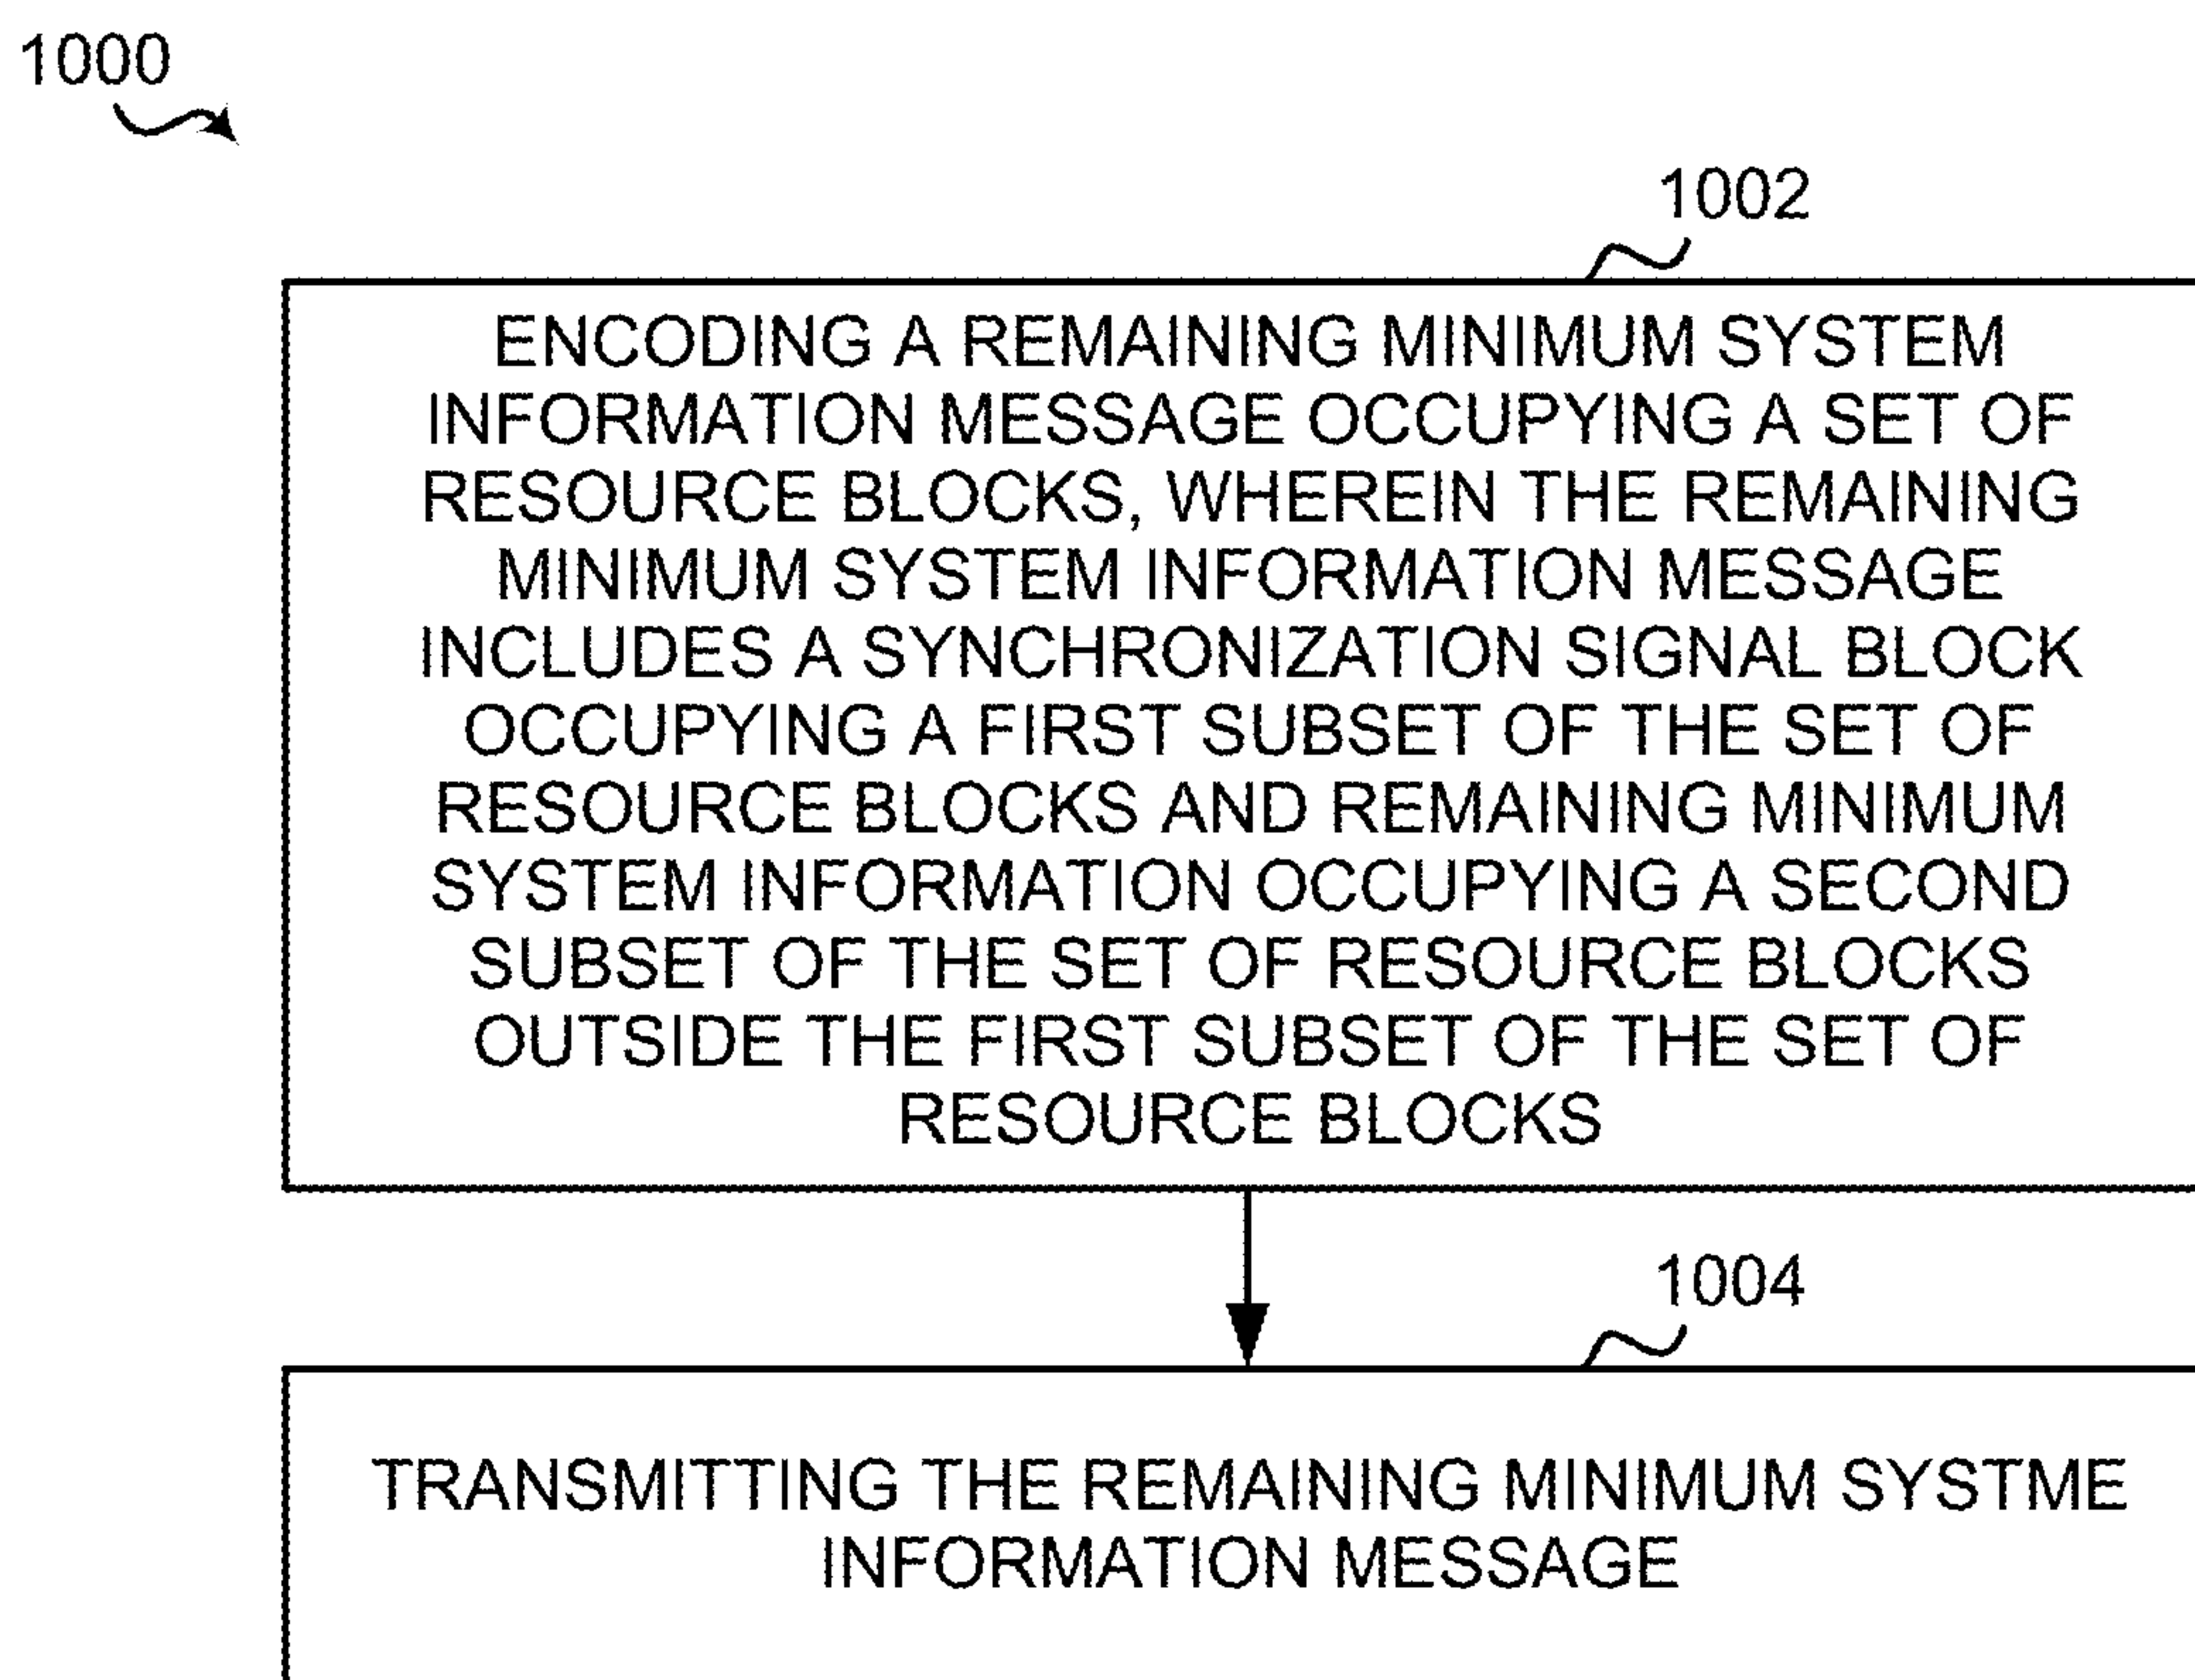 1000
1002
ENCODING A REMAINING MINIMUM SYSTEM
INFORMATION MESSAGE OCCUPYING A SET OF
RESOURCE BLOCKS, WHEREIN THE REMAINING
MINIMUM SYSTEM INFORMATION MESSAGE
INCLUDES A SYNCHRONIZATION SIGNAL BLOCK
OCCUPYING A FIRST SUBSET OF THE SET OF
RESOURCE BLOCKS AND REMAINING MINIMUM
SYSTEM INFORMATION OCCUPYING A SECOND
SUBSET OF THE SET OF RESOURCE BLOCKS
OUTSIDE THE FIRST SUBSET OF THE SET OF
RESOURCE BLOCKS
1004
TRANSMITTING THE REMAINING MINIMUM SYSTME
INFORMATION MESSAGE